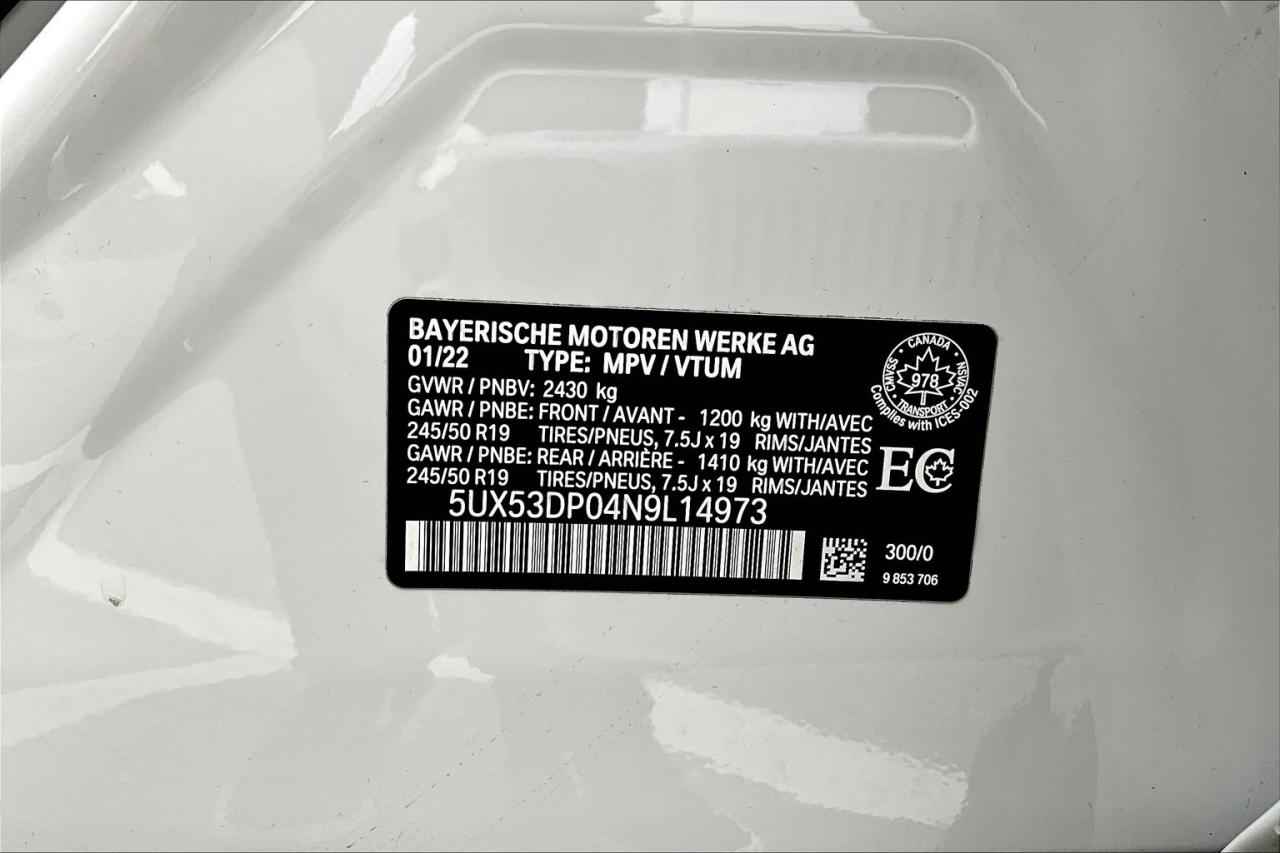 BAYERISCHE MOTOREN WERKE AG
01/22 TYPE: MPV / VTUM
GVWR / PNBV: 2430 kg
GAWR / PNBE: FRONT / AVANT - 1200 kg WITH/AVEC
245/50 R19 TIRES/PNEUS, 7.5J x 19 RIMS/JANTES
GAWR / PNBE: REAR / ARRIÈRE - 1410 kg WITH/AVEC
245/50 R19 TIRES/PNEUS, 7.5J x 19 RIMS/JANTES
5UX53DP04N9L14973
CANADA
CMVSS
NSVAC
978
TRANSPORT
Complies with ICES-002
EC
300/0
9 853 706